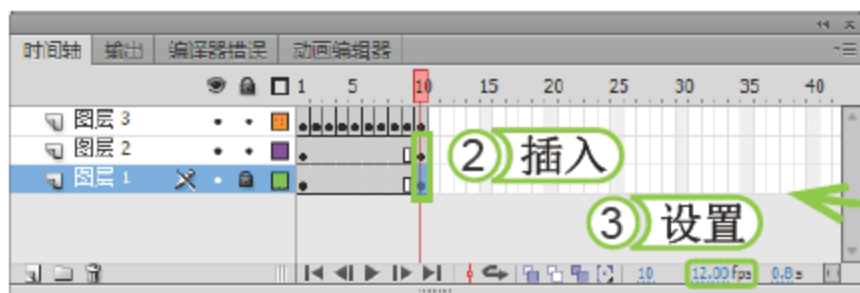 时间轴 输出 编译器错误 动画编辑器
1 5 10 15 20 25 30 35 40
图层 3
图层 2
② 插入
图层 1
③ 设置
10 12.00 fps 0.8 s